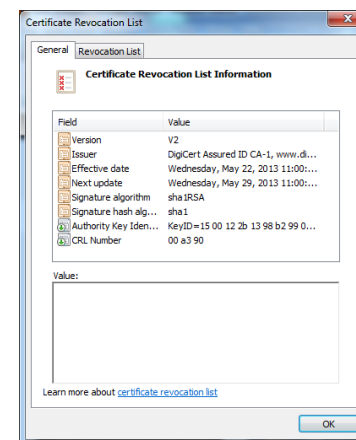 Certificate Revocation List
General Revocation List
Certificate Revocation List Information
Field Value
Version V2
Issuer DigiCert Assured ID CA-1, www.di...
Effective date Wednesday, May 22, 2013 11:00:...
Next update Wednesday, May 29, 2013 11:00:...
Signature algorithm sha1RSA
Signature hash alg... sha1
Authority Key Iden... KeyID=15 00 12 2b 13 98 b2 99 0...
CRL Number 00 a3 90
Value:
Learn more about certificate revocation list
OK